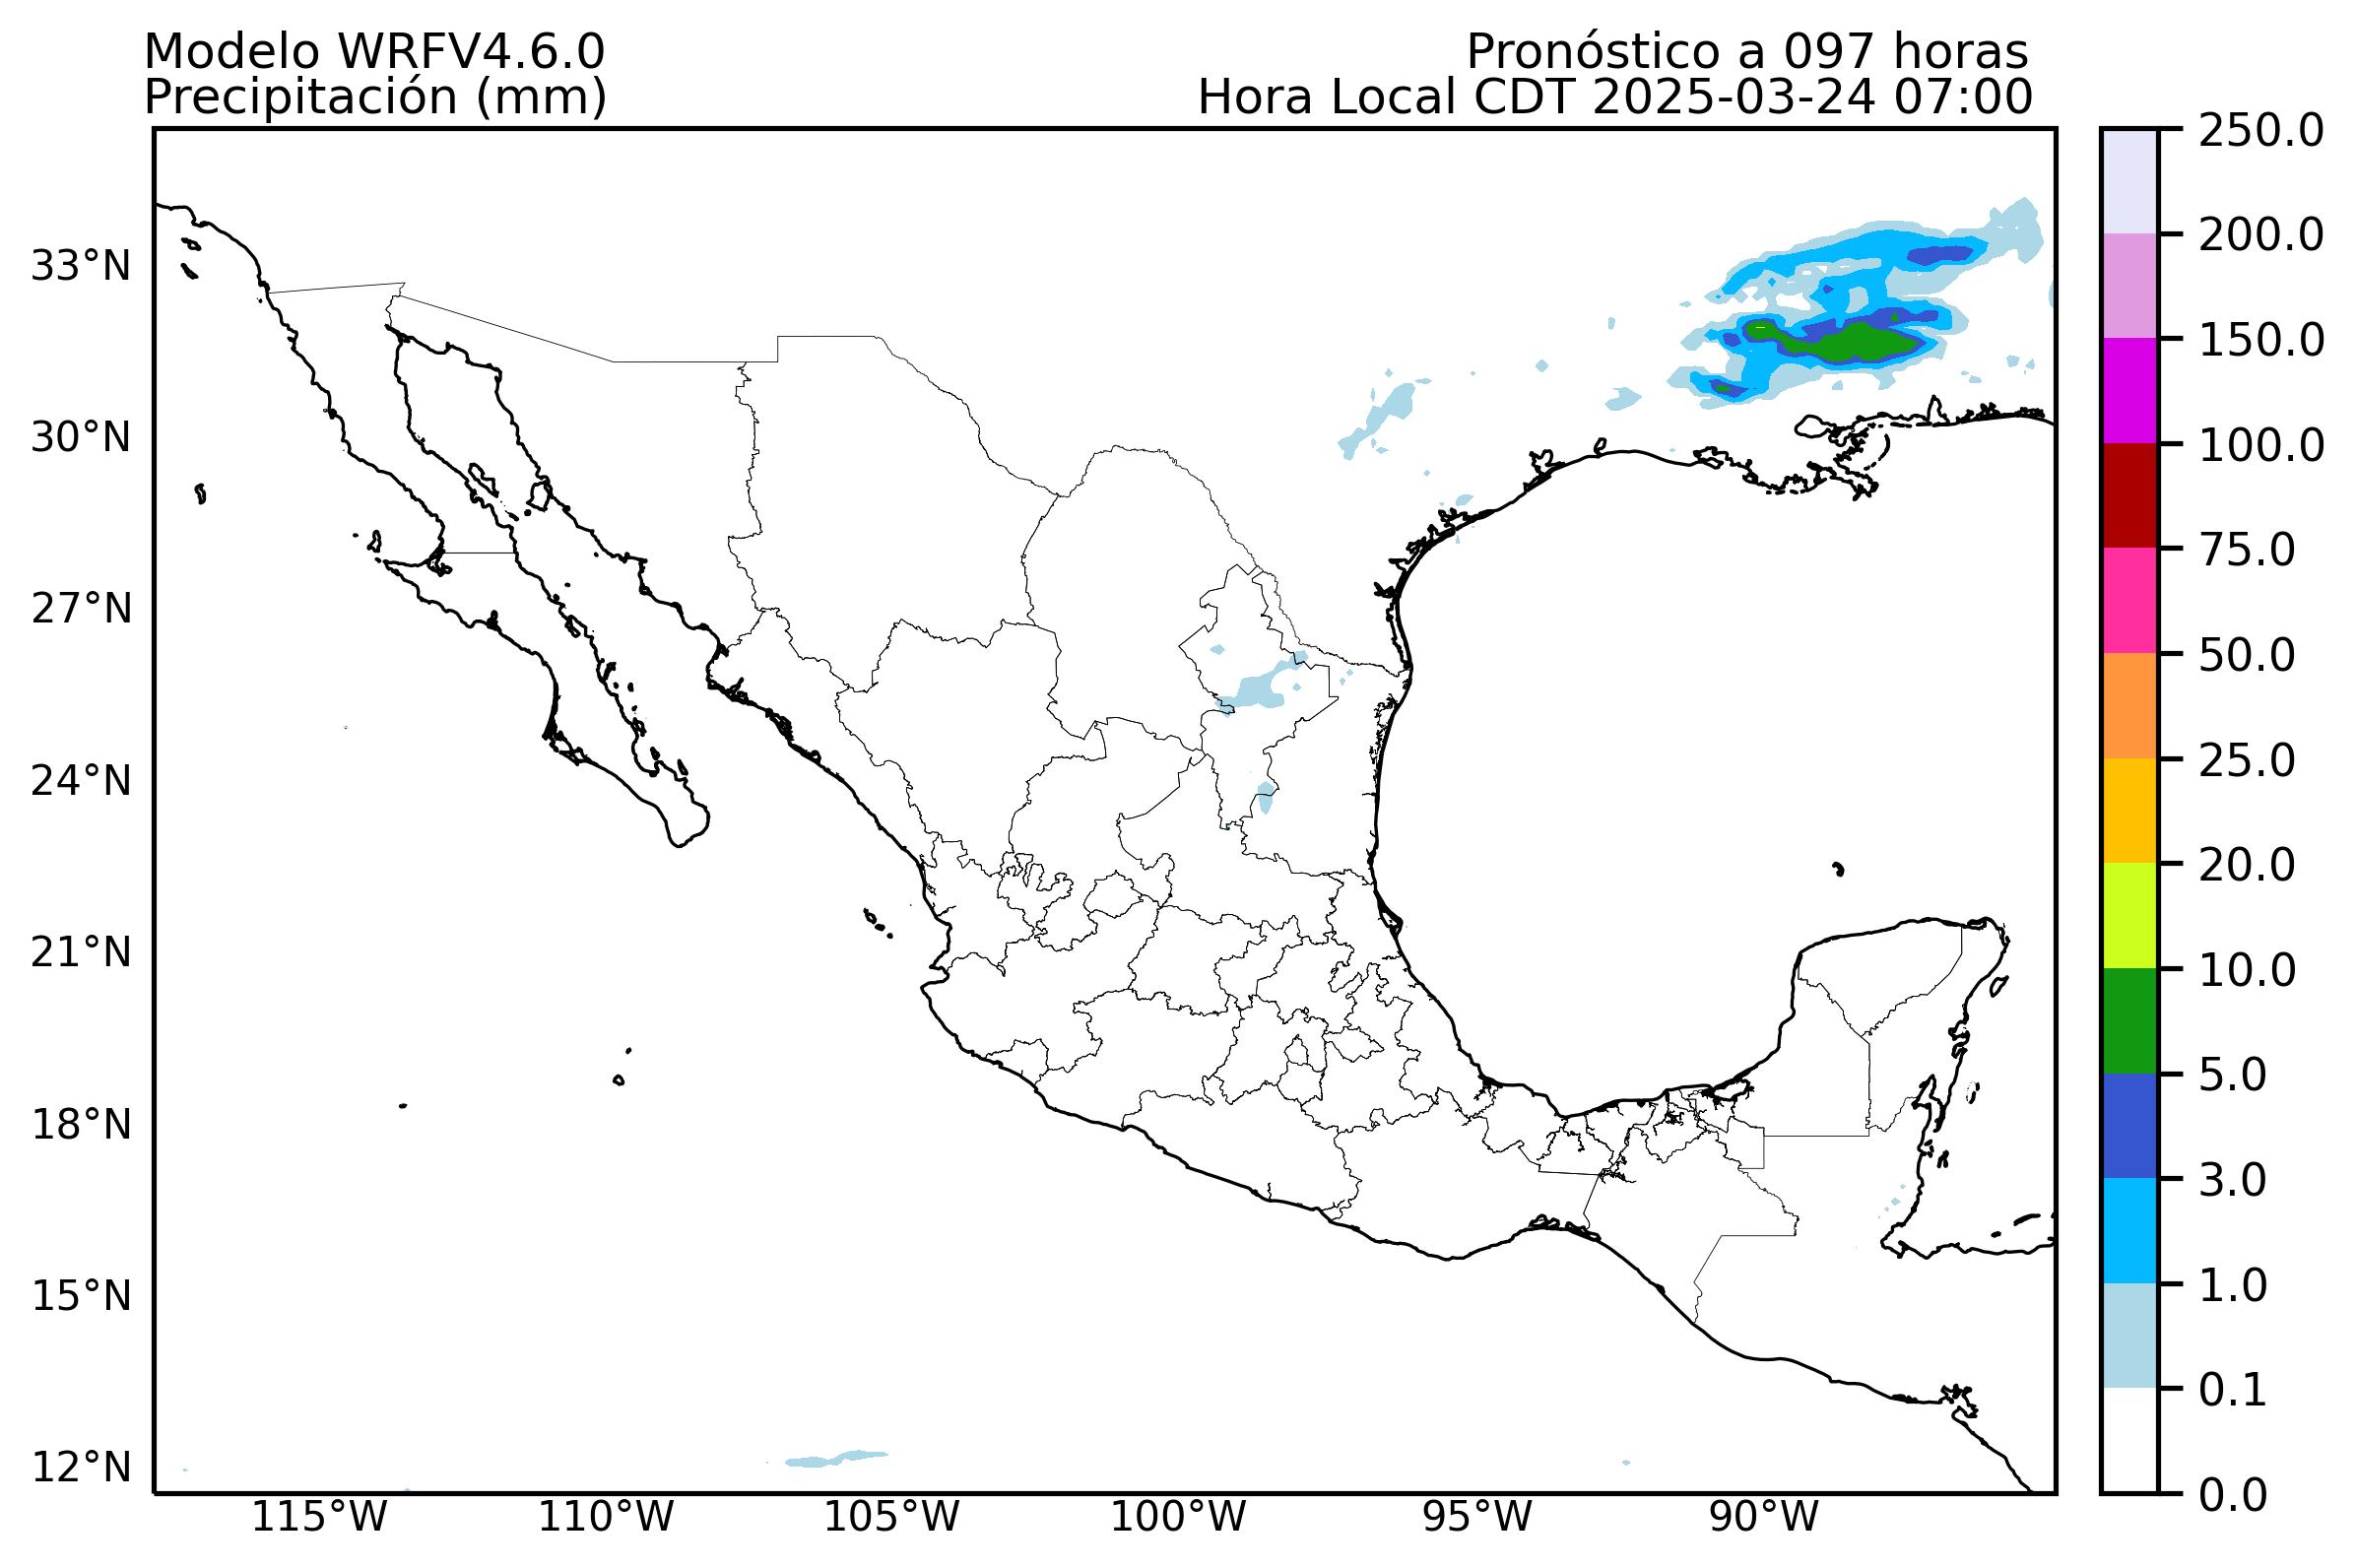 Modelo WRFV4.6.0
Pronóstico a 097 horas
Precipitación (mm)
Hora Local CDT 2025-03-24 07:00
33°N
30°N
27°N
24°N
21°N
18°N
15°N
12°N
115°W
110°W
105°W
100°W
95°W
90°W
250.0
200.0
150.0
100.0
75.0
50.0
25.0
20.0
10.0
5.0
3.0
1.0
0.1
0.0